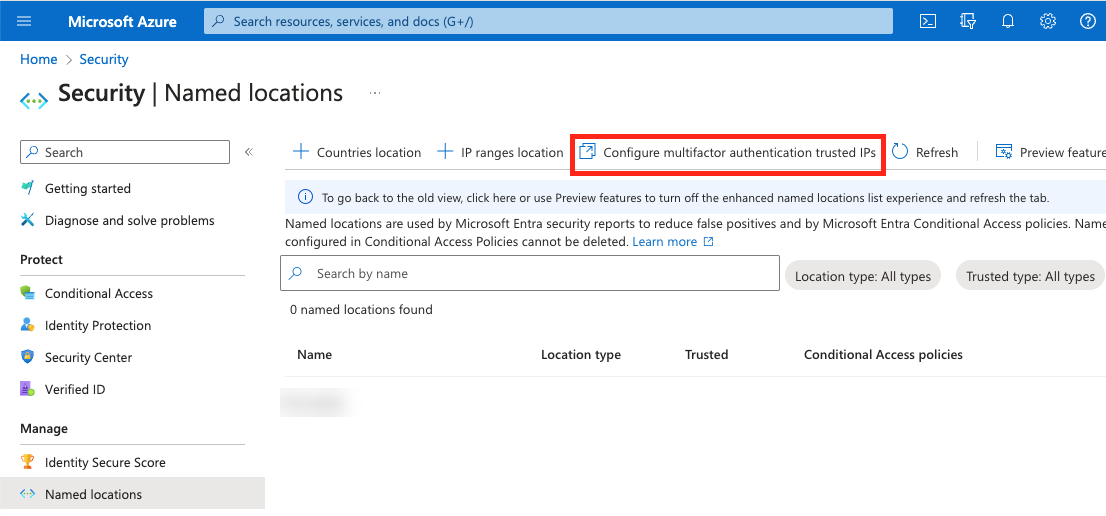 Microsoft Azure
Search resources, services, and docs (G+/)
Home > Security
Security | Named locations ...
Search
Countries location
IP ranges location
Configure multifactor authentication trusted IPs
Refresh
Preview feature
Getting started
Diagnose and solve problems
Protect
Conditional Access
Identity Protection
Security Center
Verified ID
Manage
Identity Secure Score
Named locations
To go back to the old view, click here or use Preview features to turn off the enhanced named locations list experience and refresh the tab.
Named locations are used by Microsoft Entra security reports to reduce false positives and by Microsoft Entra Conditional Access policies. Name
configured in Conditional Access Policies cannot be deleted. Learn more
Search by name
Location type: All types
Trusted type: All types
0 named locations found
Name Location type Trusted Conditional Access policies